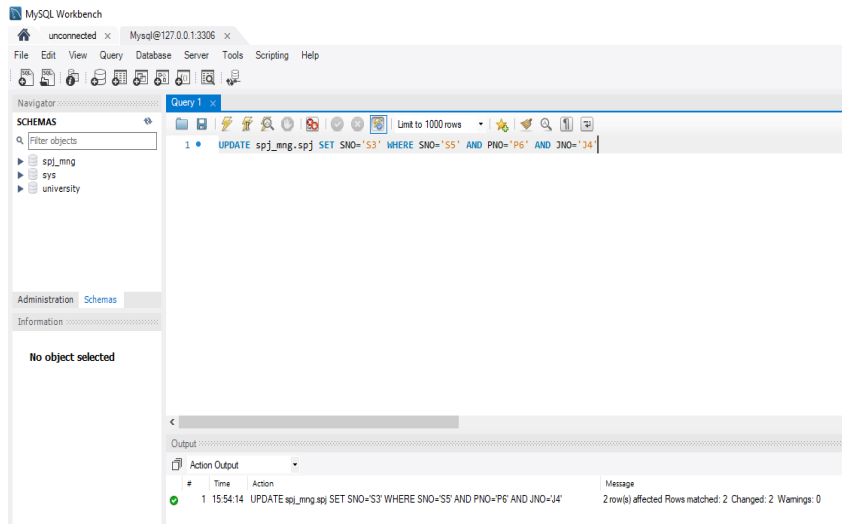 MySQL Workbench
unconnected × Mysql@127.0.0.1:3306 ×
File Edit View Query Database Server Tools Scripting Help
Navigator
Query 1 ×
SCHEMAS
Limit to 1000 rows
Filter objects
1 UPDATE spj_mng.spj SET SNO='S3' WHERE SNO='S5' AND PNO='P6' AND JNO='J4'
spj_mng
sys
university
Administration Schemas
Information
No object selected
Output
Action Output
# Time Action Message
1 15:54:14 UPDATE spj_mng.spj SET SNO='S3' WHERE SNO='S5' AND PNO='P6' AND JNO='J4' 2 row(s) affected Rows matched: 2 Changed: 2 Warnings: 0